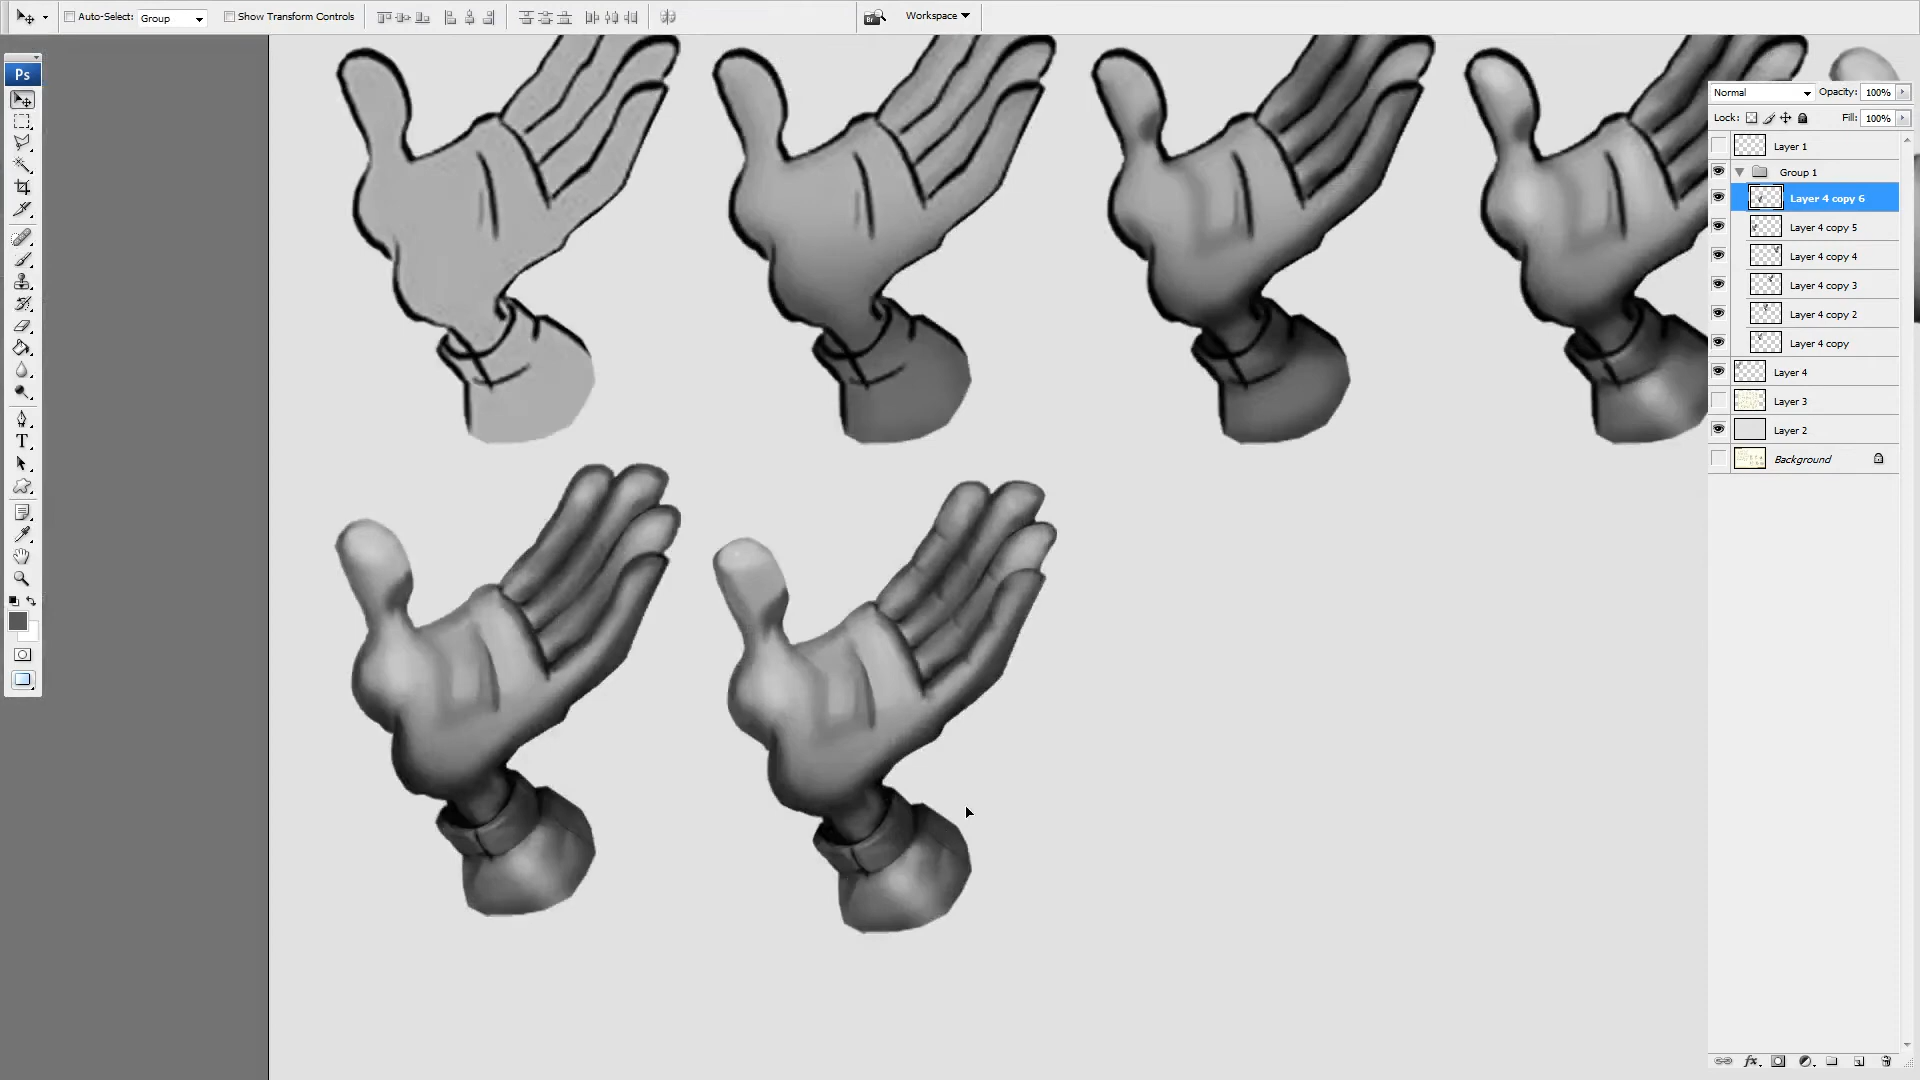 Auto-Select: Group Show Transform Controls Br Workspace
Ps
Normal Opacity: 100%
Lock: Fill: 100%
Layer 1
Group 1
Layer 4 copy 6
Layer 4 copy 5
Layer 4 copy 4
Layer 4 copy 3
Layer 4 copy 2
Layer 4 copy
Layer 4
Layer 3
Layer 2
Background
T
fx